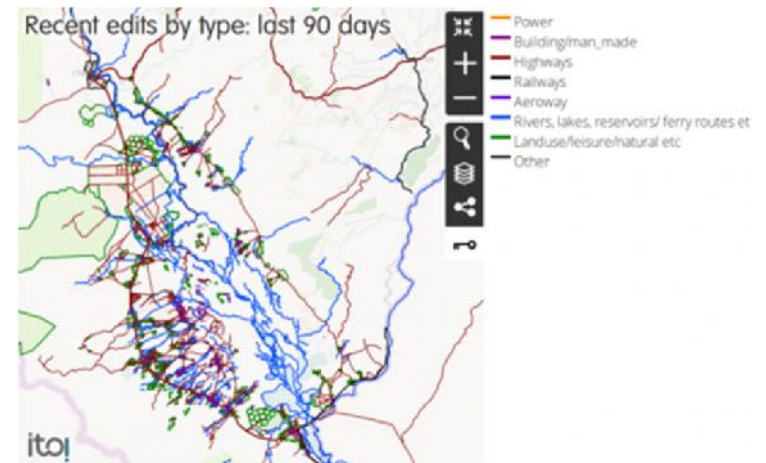 Recent edits by type: last 90 days
Power
Building/man_made
Highways
Railways
Aeroway
Rivers, lakes, reservoirs/ ferry routes et
Landuse/leisure/natural etc
Other
ito!